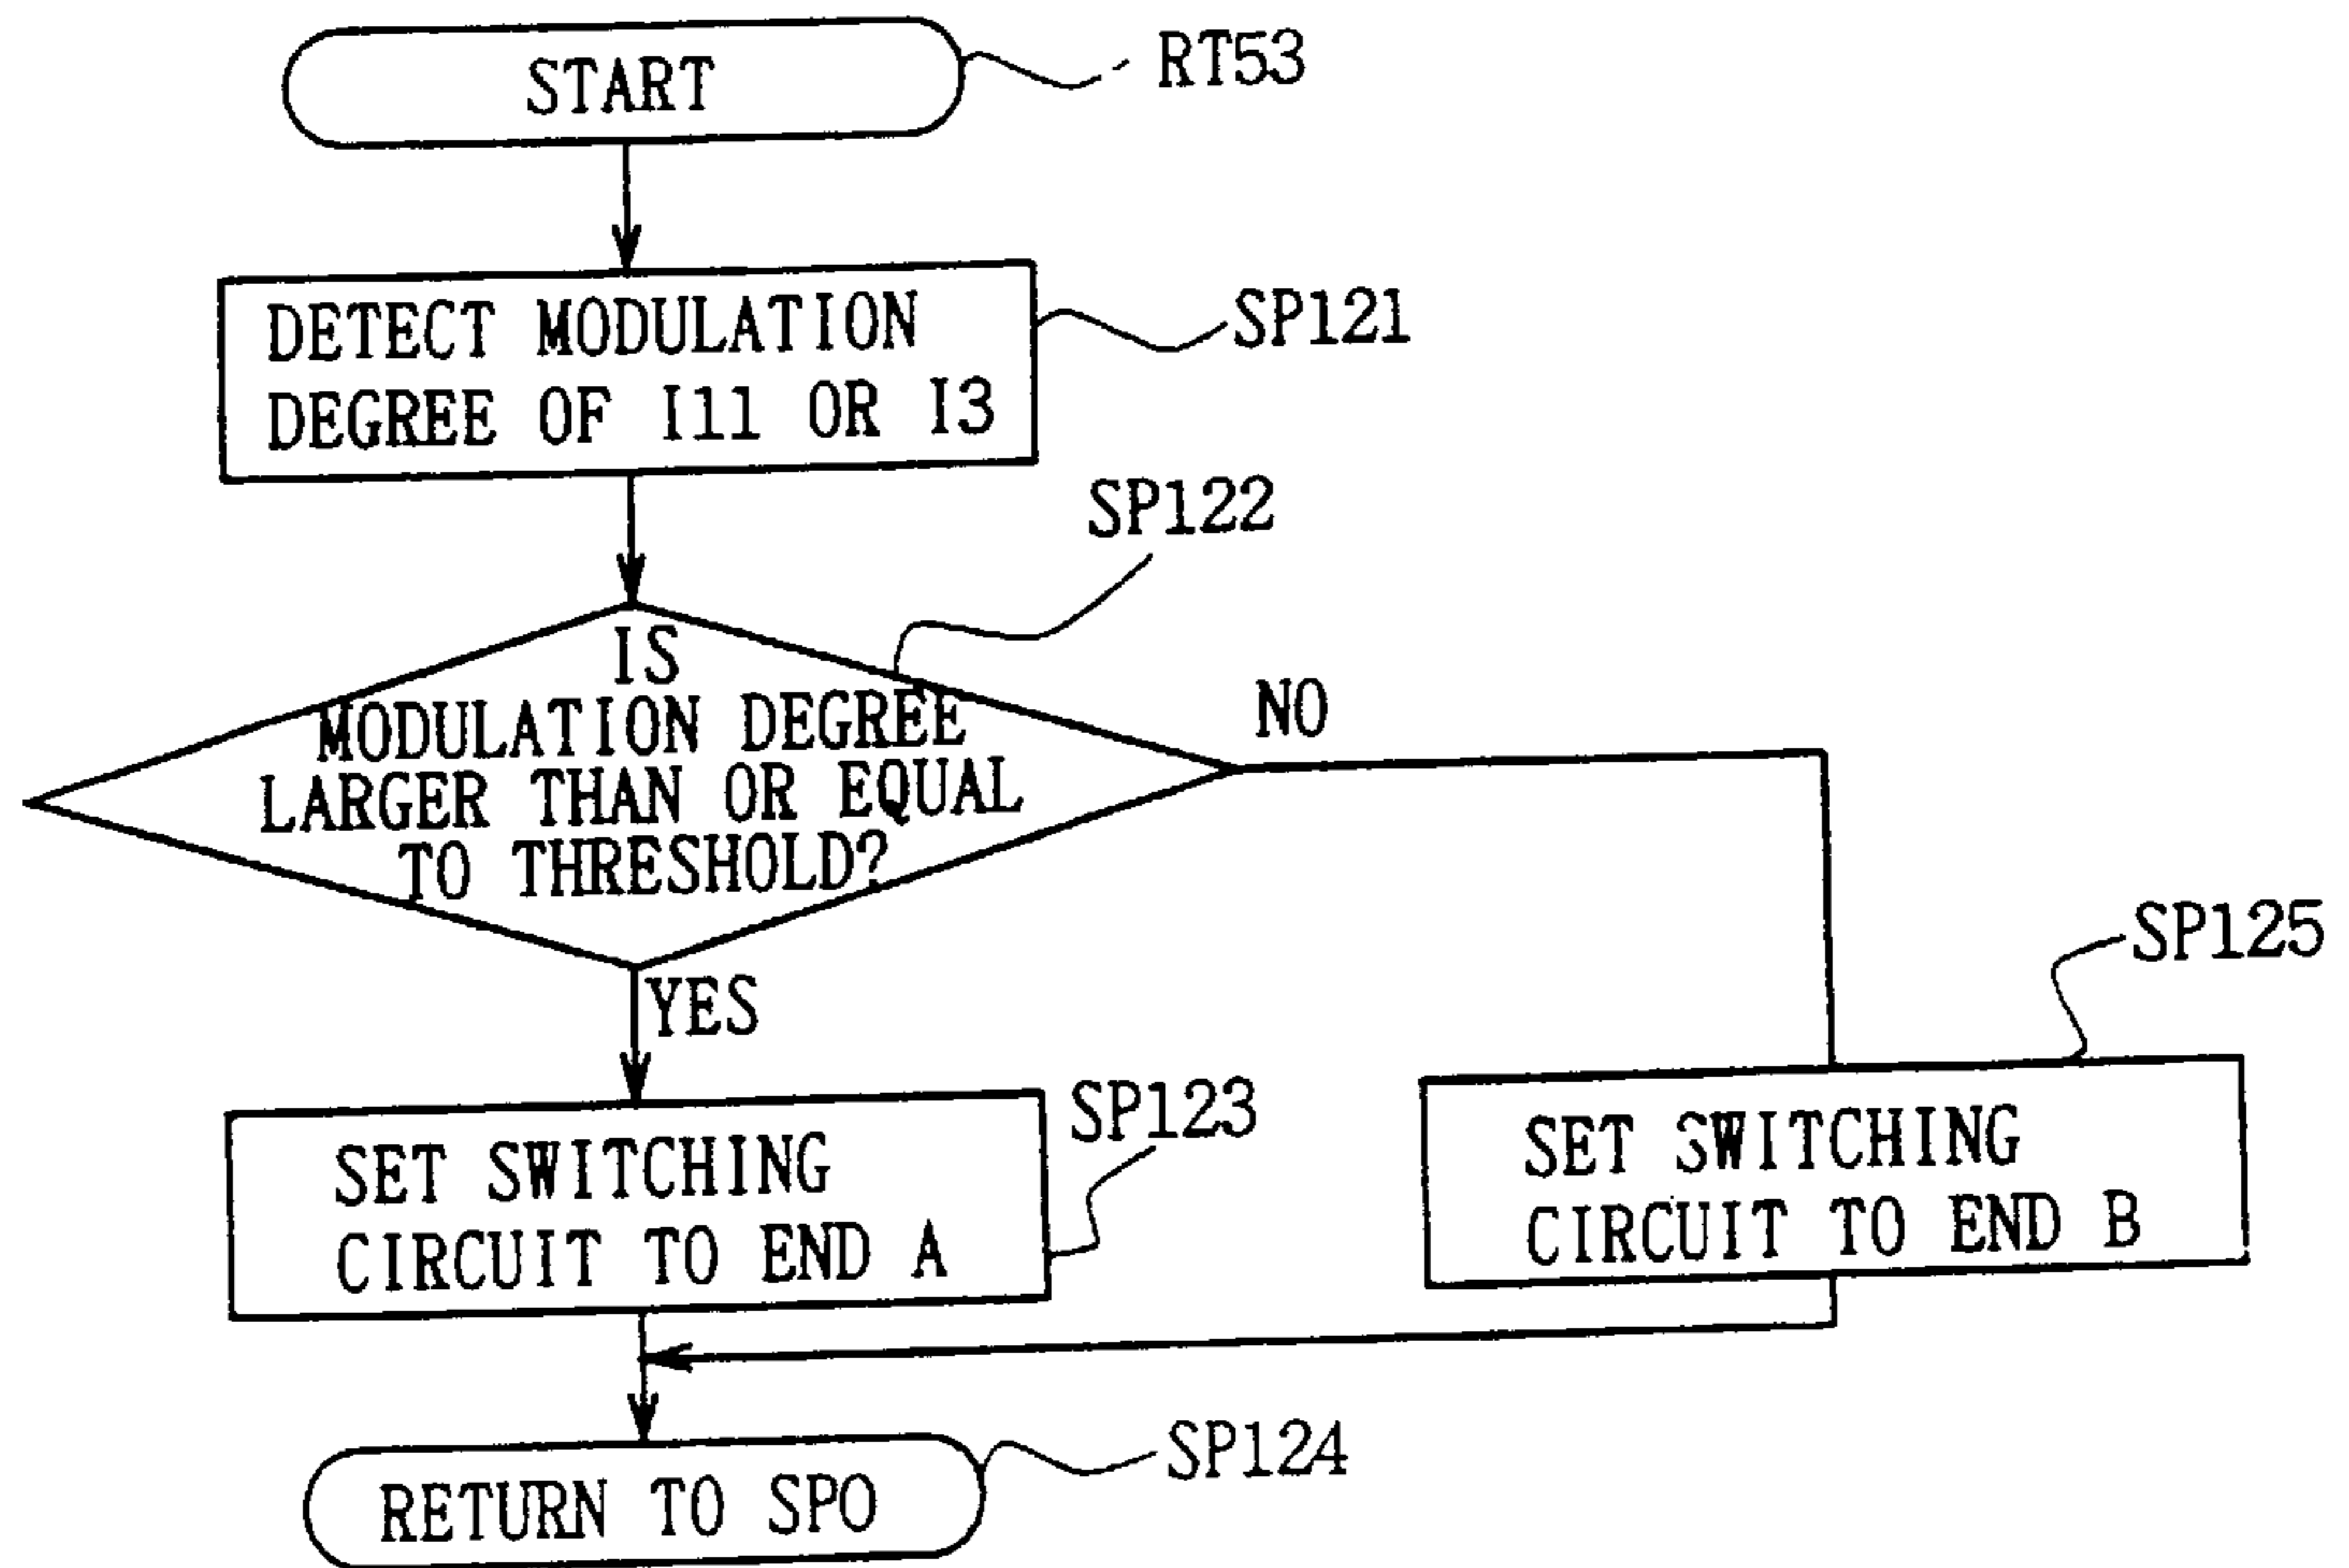 START
RT53
DETECT MODULATION
DEGREE OF I11 OR I3
SP121
SP122
IS
MODULATION DEGREE
LARGER THAN OR EQUAL
TO THRESHOLD?
NO
YES
SP125
SP123
SET SWITCHING
CIRCUIT TO END A
SET SWITCHING
CIRCUIT TO END B
RETURN TO SP0
SP124